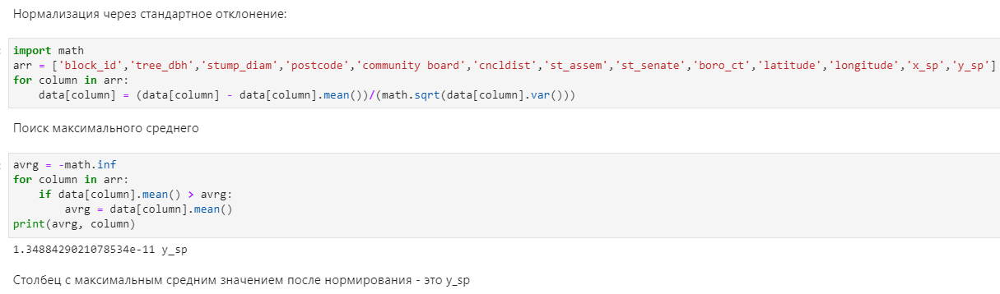 Нормализация через стандартное отклонение:
import math
arr = ['block_id','tree_dbh','stump_diam','postcode','community board','cncldist','st_assem','st_senate','boro_ct','latitude','longitude','x_sp','y_sp']
for column in arr:
    data[column] = (data[column] - data[column].mean())/(math.sqrt(data[column].var()))
Поиск максимального среднего
avrg = -math.inf
for column in arr:
    if data[column].mean() > avrg:
        avrg = data[column].mean()
print(avrg, column)
1.3488429021078534e-11 y_sp
Столбец с максимальным средним значением после нормирования - это y_sp